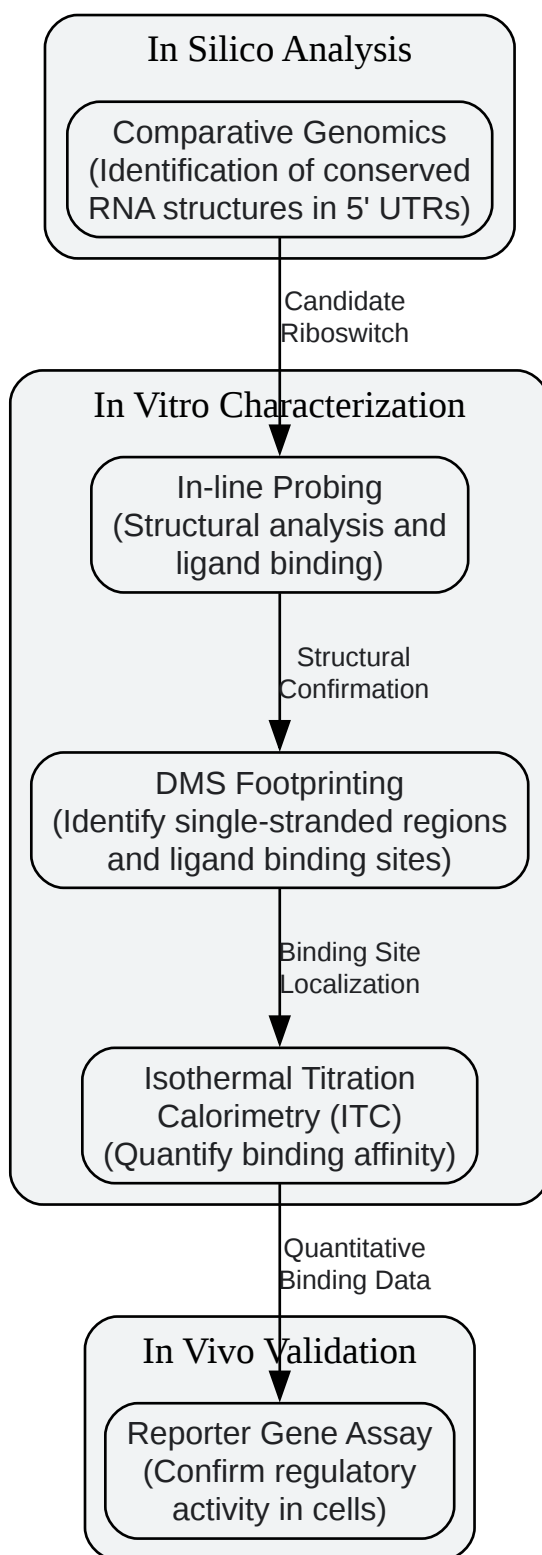 In Silico Analysis
Comparative Genomics
(Identification of conserved
RNA structures in 5' UTRs)
Candidate
Riboswitch
In Vitro Characterization
In-line Probing
(Structural analysis and
ligand binding)
Structural
Confirmation
DMS Footprinting
(Identify single-stranded regions
and ligand binding sites)
Binding Site
Localization
Isothermal Titration
Calorimetry (ITC)
(Quantify binding affinity)
Quantitative
Binding Data
In Vivo Validation
Reporter Gene Assay
(Confirm regulatory
activity in cells)